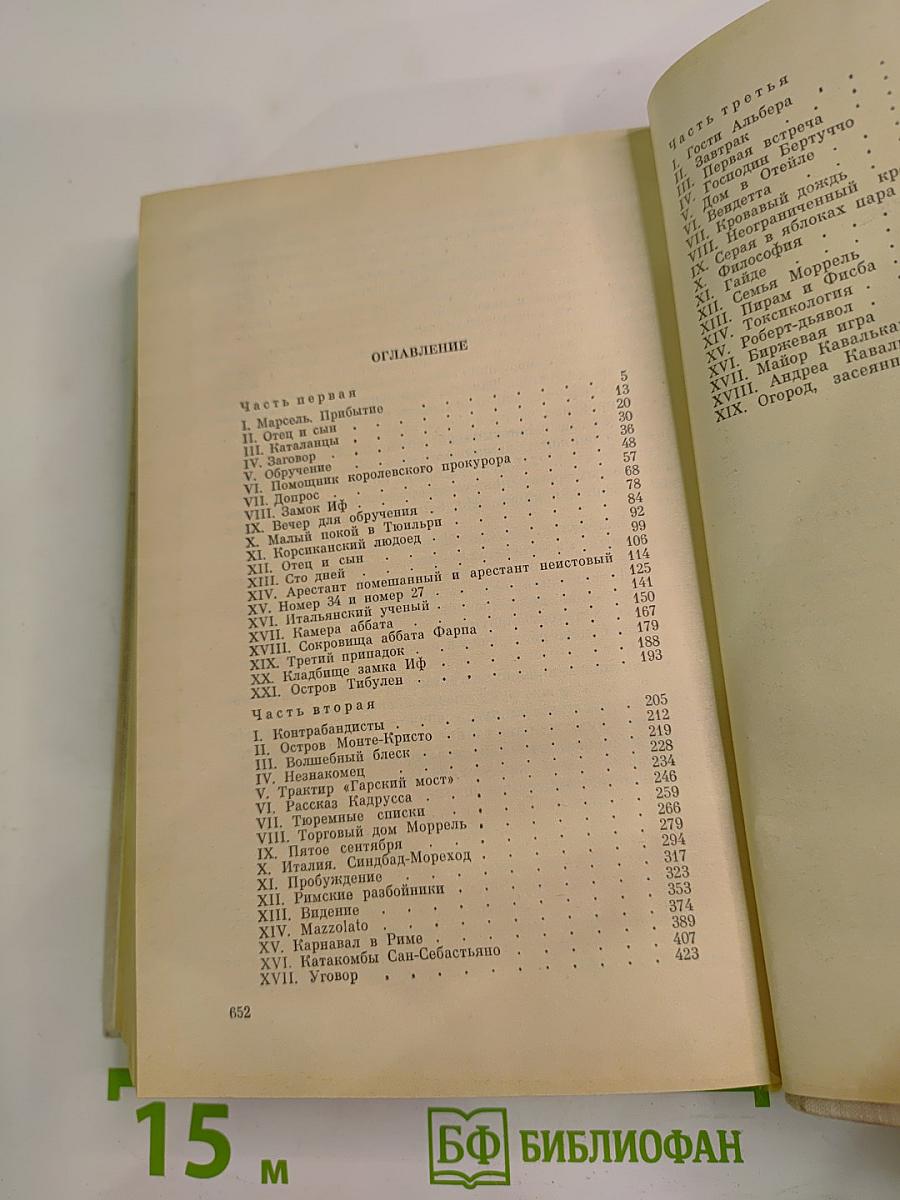 ОГЛАВЛЕНИЕ
Часть первая
I. Марсель. Прибытие . . . . . . . . 5
II. Отец и сын . . . . . . . . . . 13
III. Каталанцы . . . . . . . . . . 20
IV. Заговор . . . . . . . . . . . 30
V. Обручение . . . . . . . . . . 36
VI. Помощник королевского прокурора . . . . 48
VII. Допрос . . . . . . . . . . . 57
VIII. Замок Иф . . . . . . . . . . 68
IX. Вечер для обручения . . . . . . . 78
X. Малый покой в Тюильри . . . . . . 84
XI. Корсиканский людоед . . . . . . . 92
XII. Отец и сын . . . . . . . . . . 99
XIII. Сто дней . . . . . . . . . . 106
XIV. Арестант помешанный и арестант неистовый 114
XV. Номер 34 и номер 27 . . . . . . . 125
XVI. Итальянский ученый . . . . . . . 141
XVII. Камера аббата . . . . . . . . 150
XVIII. Сокровища аббата Фарпа . . . . . 167
XIX. Третий припадок . . . . . . . . 179
XX. Кладбище замка Иф . . . . . . . 188
XXI. Остров Тибулен . . . . . . . . 193
Часть вторая
I. Контрабандисты . . . . . . . . . 205
II. Остров Монте-Кристо . . . . . . . 212
III. Волшебный блеск . . . . . . . . 219
IV. Незнакомец . . . . . . . . . . 228
V. Трактир «Гарский мост» . . . . . . 234
VI. Рассказ Кадрусса . . . . . . . . 246
VII. Тюремные списки . . . . . . . . 259
VIII. Торговый дом Моррель . . . . . . 266
IX. Пятое сентября . . . . . . . . 279
X. Италия. Синдбад-Мореход . . . . . . 294
XI. Пробуждение . . . . . . . . . 317
XII. Римские разбойники . . . . . . . 323
XIII. Видение . . . . . . . . . . 353
XIV. Mazzolato . . . . . . . . . . 374
XV. Карнавал в Риме . . . . . . . . 389
XVI. Катакомбы Сан-Себастьяно . . . . . 407
XVII. Уговор . . . . . . . . . . 423
652
Часть третья
I. Гости Альбера
II. Завтрак
III. Первая встреча
IV. Господин Бертуччо
V. Дом в Отейле
VI. Вендетта
VII. Кровавый дождь
VIII. Неограниченный
IX. Серая в яблоках пара
X. Философия
XI. Гайде
XII. Семья Моррель
XIII. Пирам и Фисба
XIV. Токсикология
XV. Роберт-дьявол
XVI. Биржевая игра
XVII. Майор
XVIII. Андреа
XIX. Огород,
15 м
БФ БИБЛИОФАН